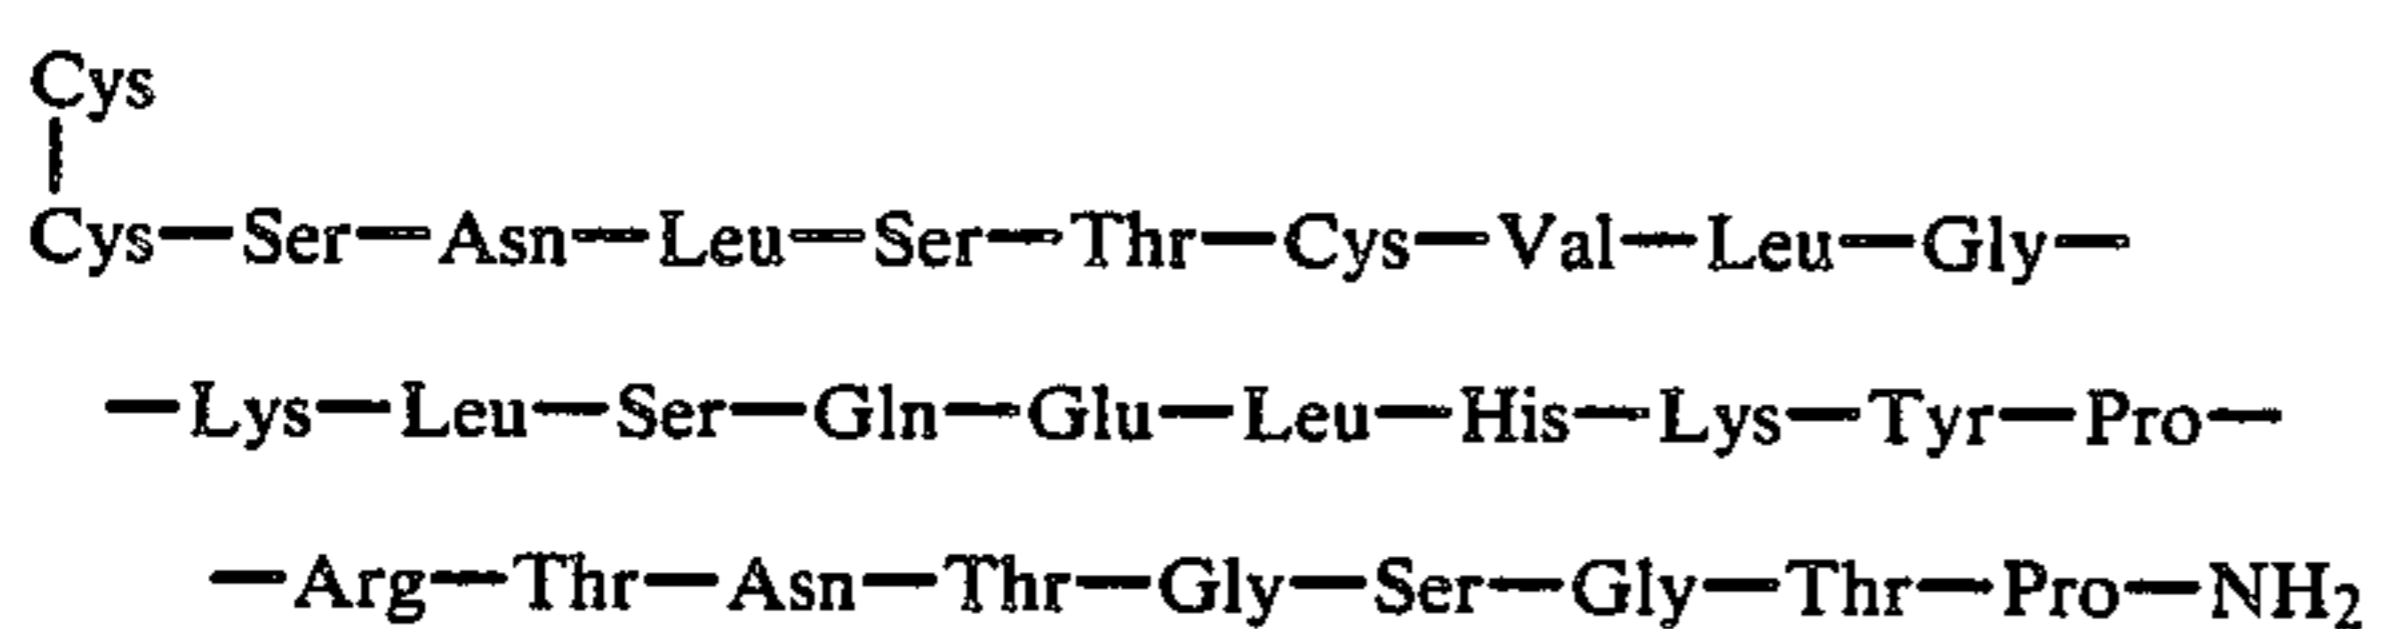 Cys
Cys—Ser—Asn—Leu—Ser—Thr—Cys—Val—Leu—Gly—
—Lys—Leu—Ser—Gln—Glu—Leu—His—Lys—Tyr—Pro—
—Arg—Thr—Asn—Thr—Gly—Ser—Gly—Thr—Pro—NH₂